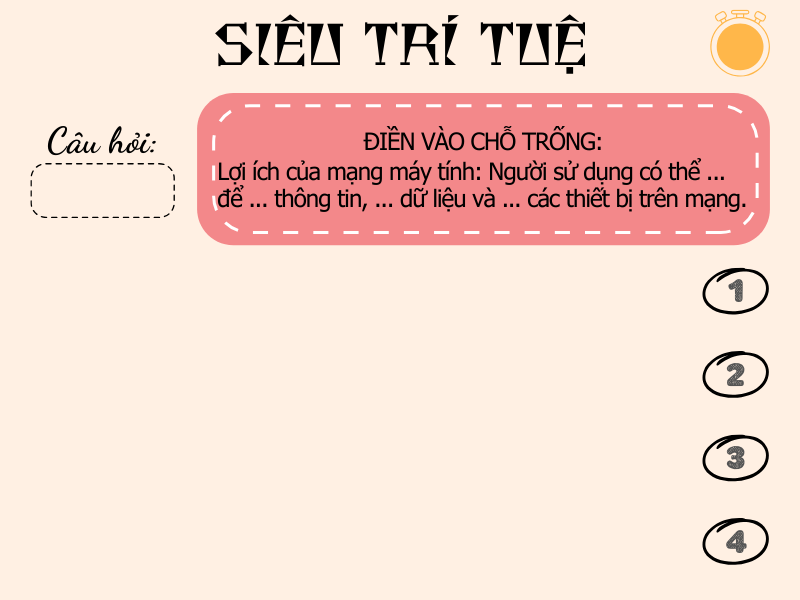 SIÊU TRÍ TUỆ
Câu hỏi:
ĐIỀN VÀO CHỖ TRỐNG:
Lợi ích của mạng máy tính: Người sử dụng có thể ...
để ... thông tin, ... dữ liệu và ... các thiết bị trên mạng.
1
2
3
4